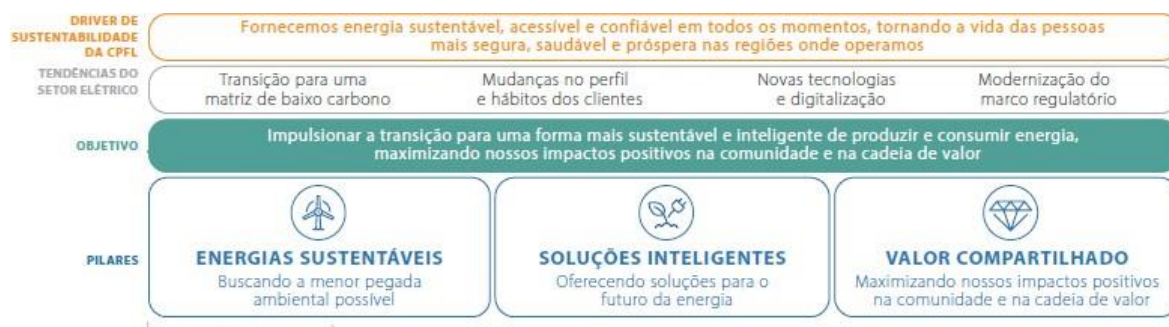 DRIVER DE
SUSTENTABILIDADE
DA CPFL
Fornecemos energia sustentável, acessível e confiável em todos os momentos, tornando a vida das pessoas
mais segura, saudável e próspera nas regiões onde operamos
TENDÊNCIAS DO
SETOR ELÉTRICO
Transição para uma
matriz de baixo carbono
Mudanças no perfil
e hábitos dos clientes
Novas tecnologias
e digitalização
Modernização do
marco regulatório
OBJETIVO
Impulsionar a transição para uma forma mais sustentável e inteligente de produzir e consumir energia,
maximizando nossos impactos positivos na comunidade e na cadeia de valor
PILARES
ENERGIAS SUSTENTÁVEIS
Buscando a menor pegada
ambiental possível
SOLUÇÕES INTELIGENTES
Oferecendo soluções para o
futuro da energia
VALOR COMPARTILHADO
Maximizando nossos impactos positivos
na comunidade e na cadeia de valor